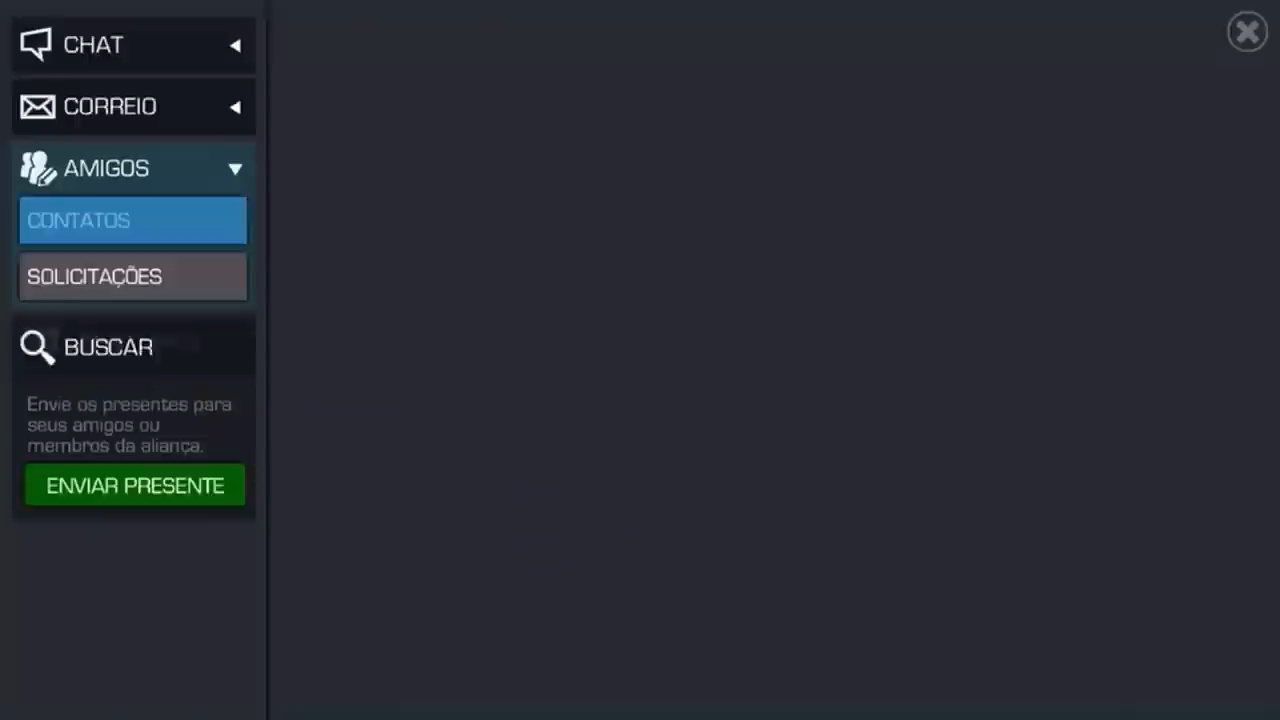 CHAT
CORREIO
AMIGOS
CONTATOS
SOLICITAÇÕES
BUSCAR
Envie os presentes para
seus amigos ou
membros da aliança.
ENVIAR PRESENTE